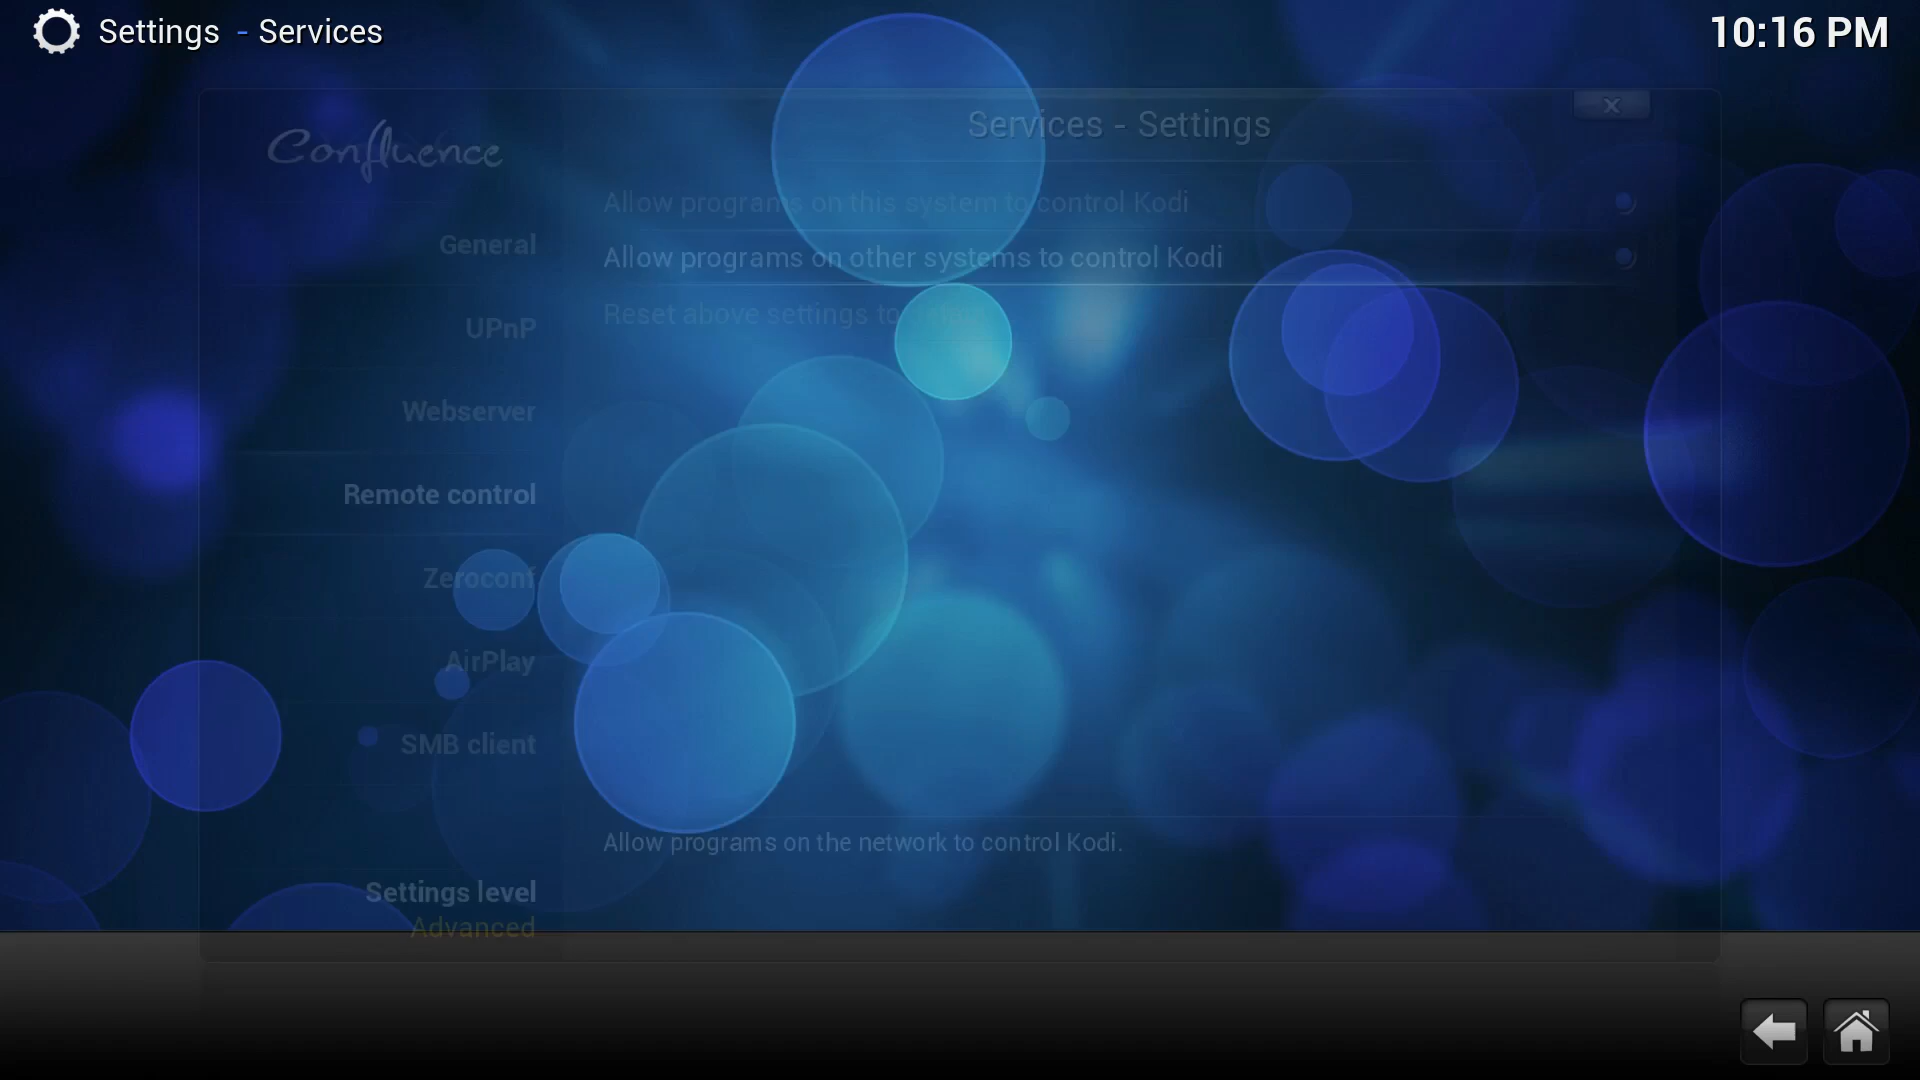 Settings - Services
10:16 PM
Confluence
Services - Settings
x
General
UPnP
Webserver
Remote control
Zeroconf
AirPlay
SMB client
Settings level
Advanced
Allow programs on this system to control Kodi
Allow programs on other systems to control Kodi
Reset above settings to
Allow programs on the network to control Kodi.